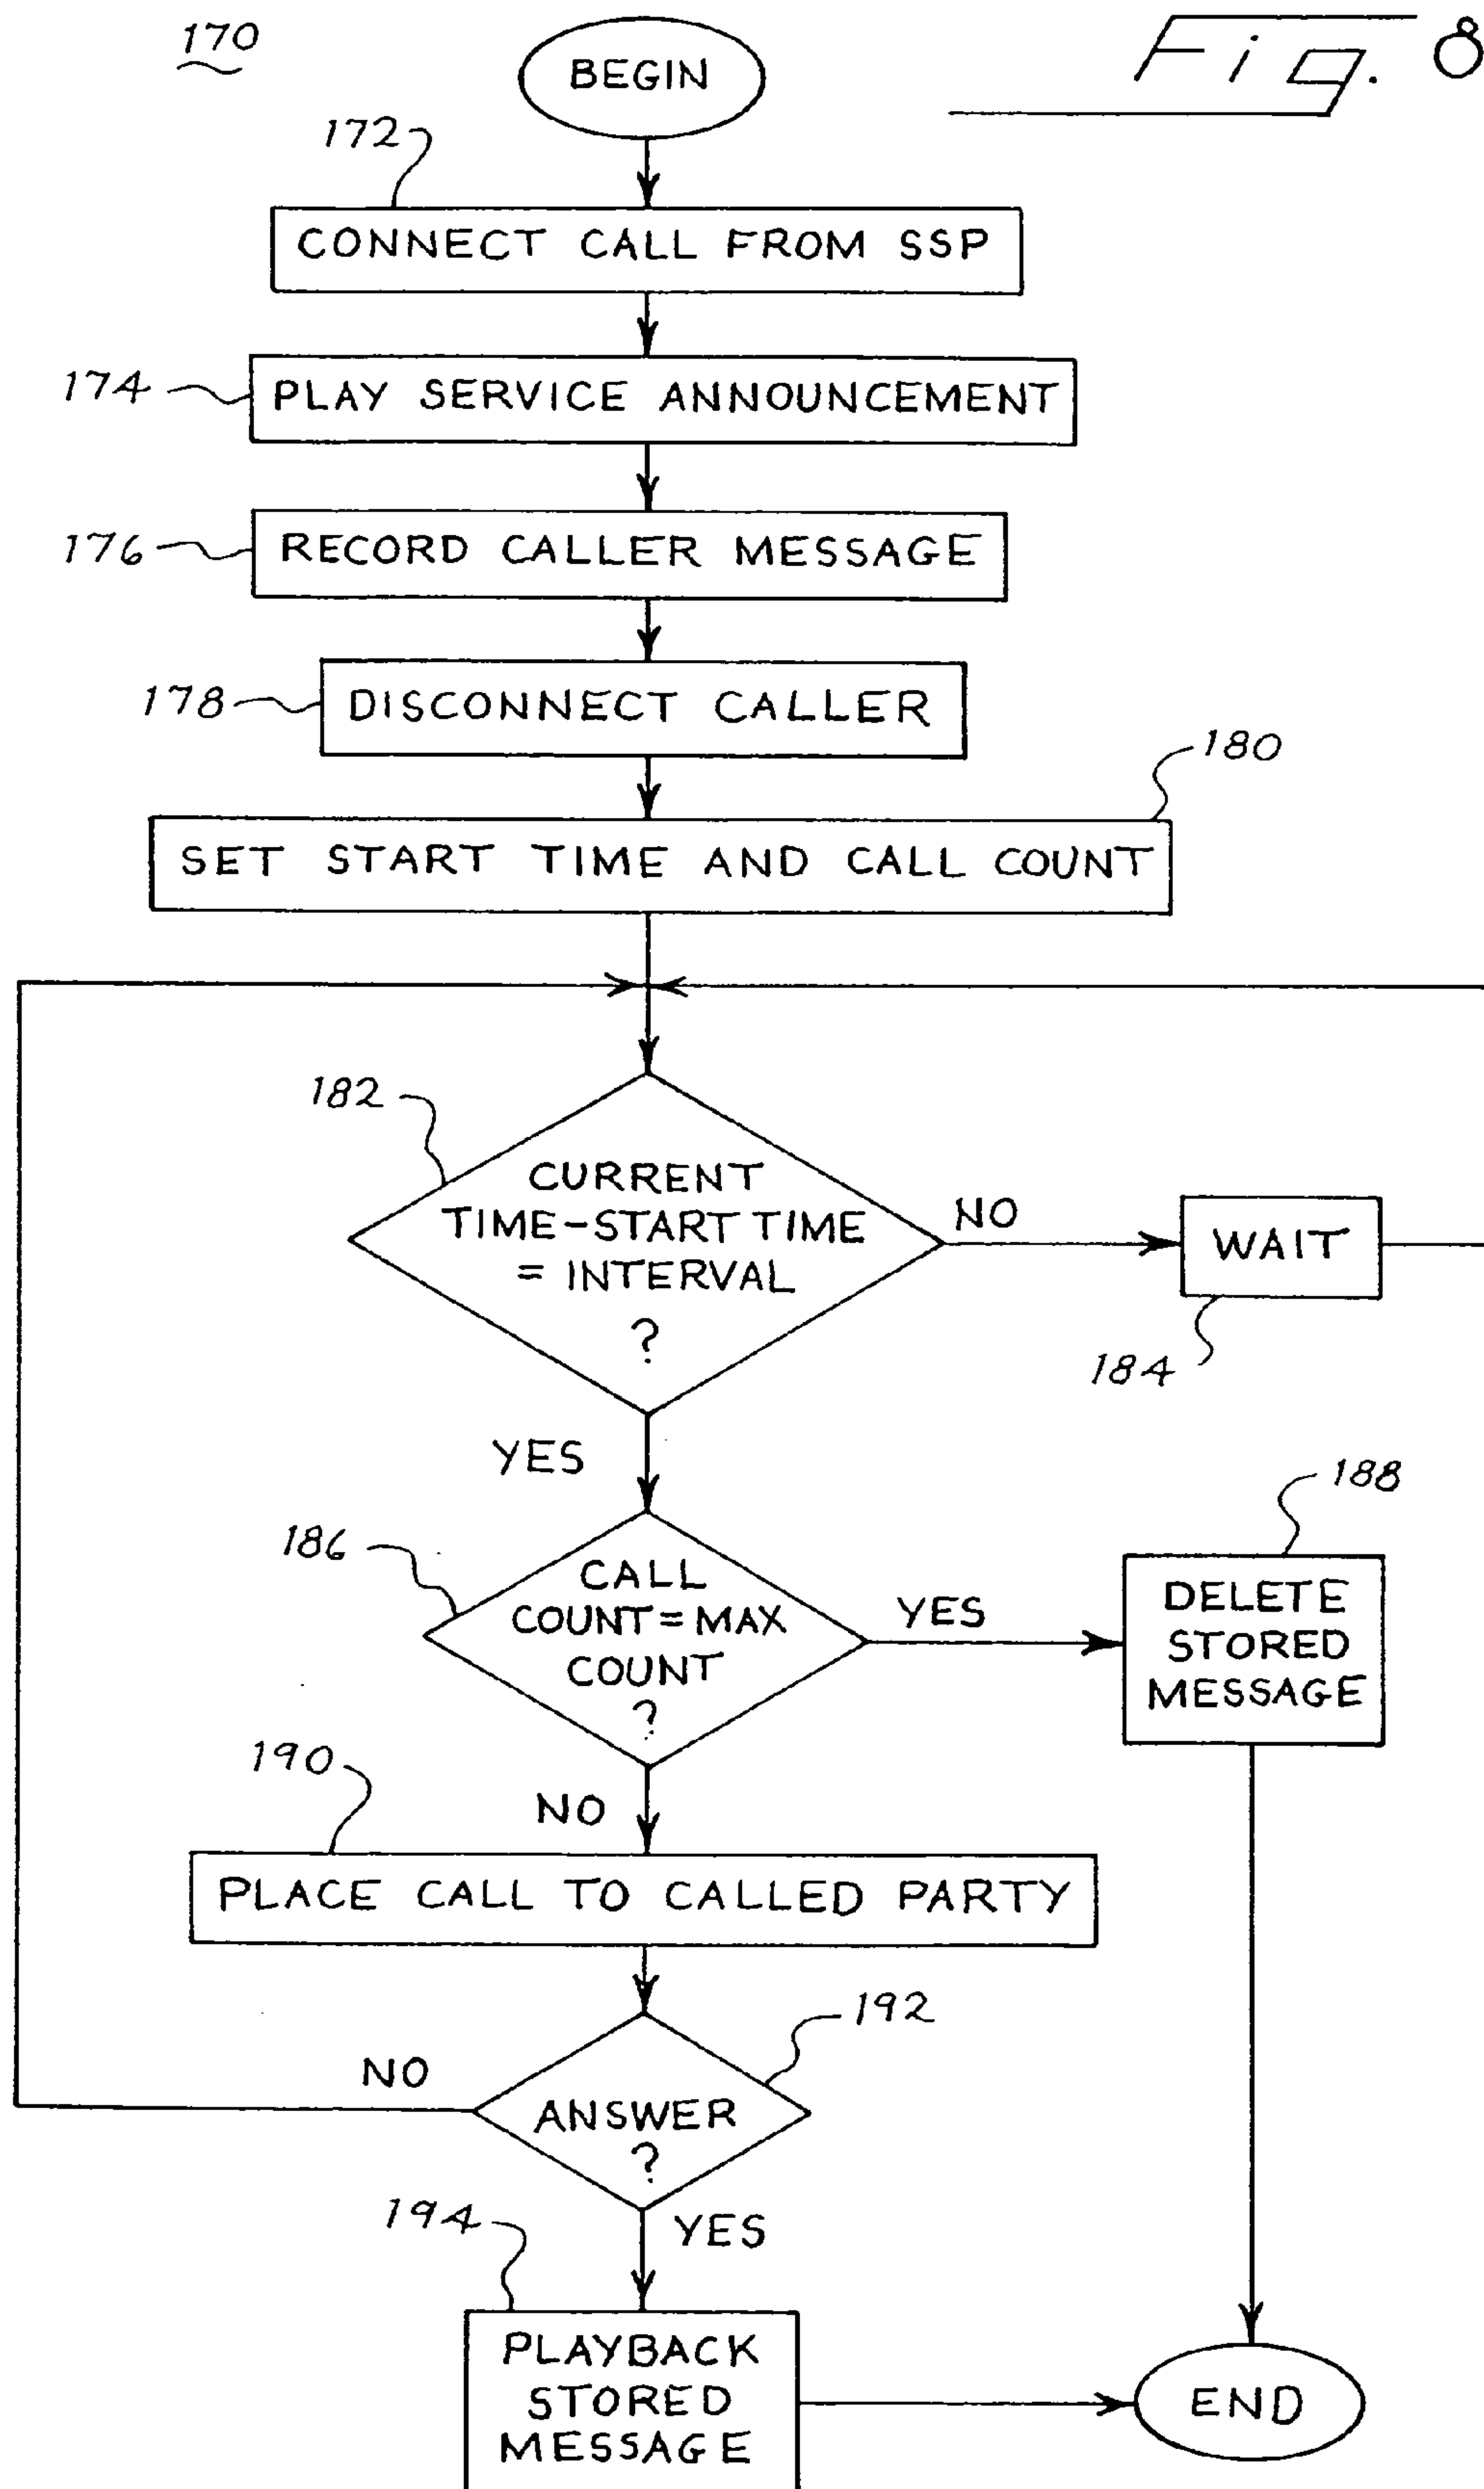 170
BEGIN
Fig. 8
172
CONNECT CALL FROM SSP
174
PLAY SERVICE ANNOUNCEMENT
176
RECORD CALLER MESSAGE
178
DISCONNECT CALLER
180
SET START TIME AND CALL COUNT
182
CURRENT
TIME-START TIME
= INTERVAL
?
NO
WAIT
184
YES
186
CALL
COUNT = MAX
COUNT
?
YES
188
DELETE
STORED
MESSAGE
190
NO
PLACE CALL TO CALLED PARTY
192
NO
ANSWER
?
194
YES
PLAYBACK
STORED
MESSAGE
END